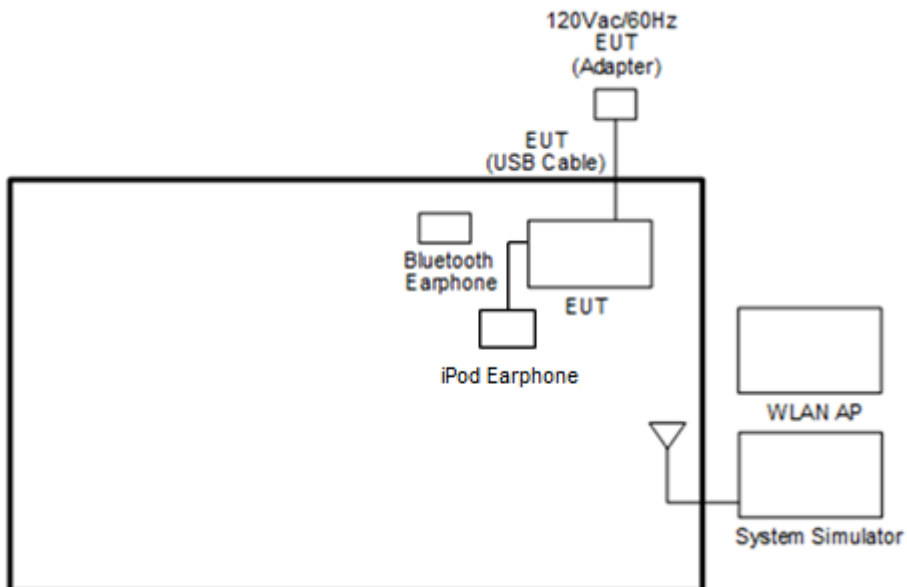 120Vac/60Hz
EUT
(Adapter)
EUT
(USB Cable)
Bluetooth
Earphone
EUT
iPod Earphone
WLAN AP
System Simulator